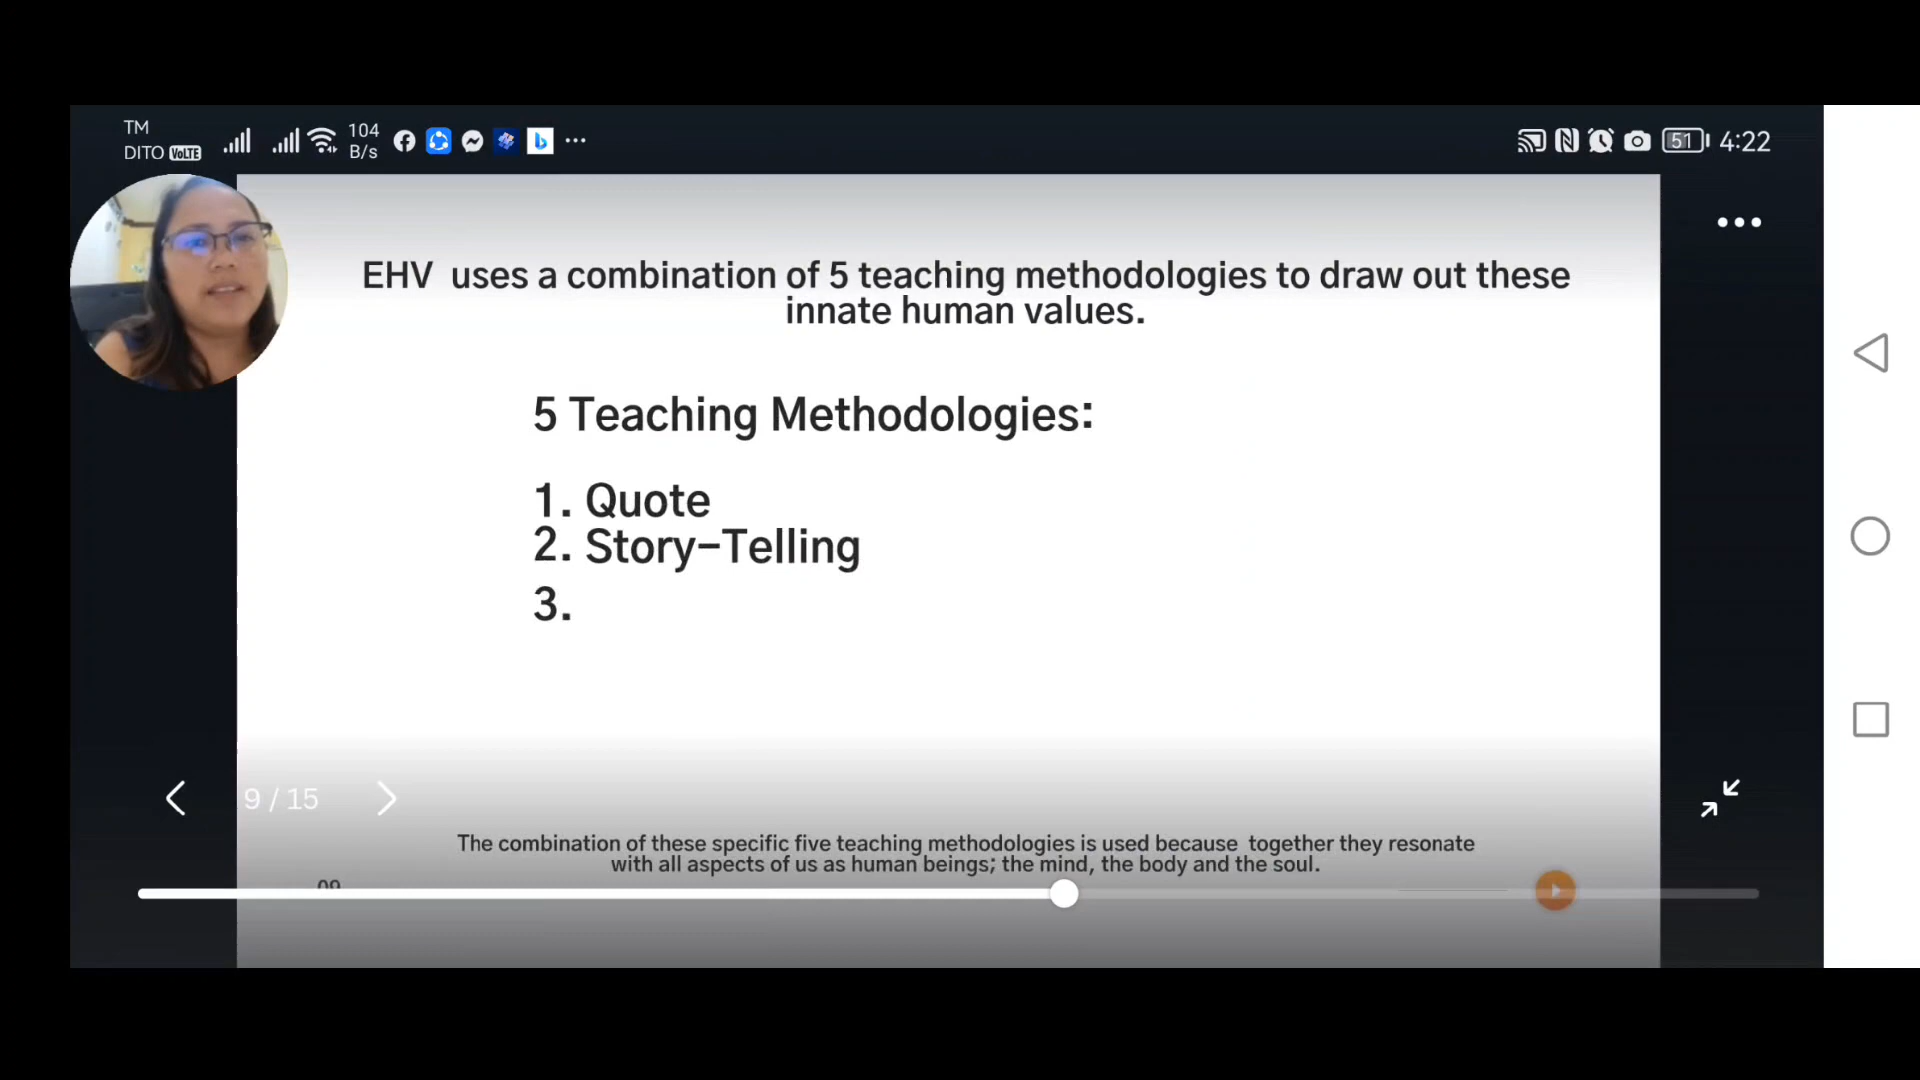 TM
DITO VoLTE
104
B/s
51
4:22
EHV uses a combination of 5 teaching methodologies to draw out these
innate human values.
5 Teaching Methodologies:
1. Quote
2. Story-Telling
3.
9 / 15
The combination of these specific five teaching methodologies is used because together they resonate
with all aspects of us as human beings; the mind, the body and the soul.
09